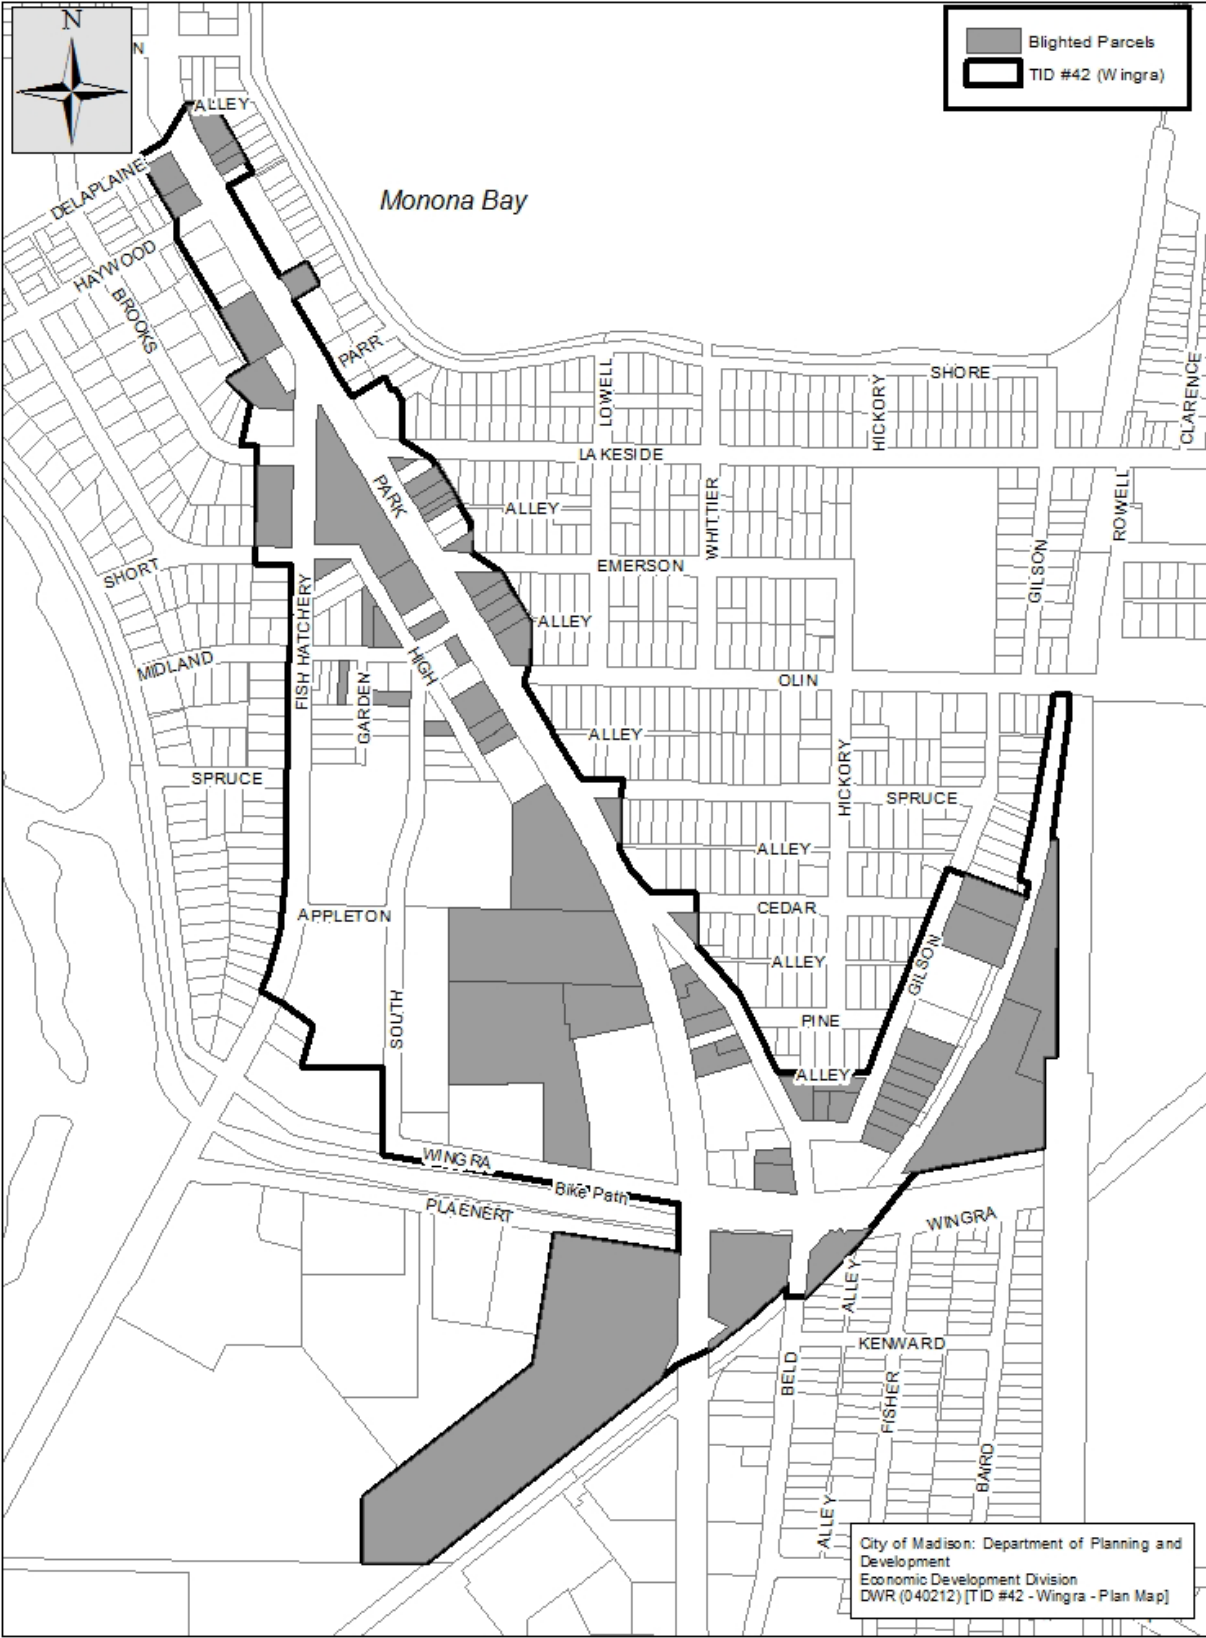 N
N
Blighted Parcels
TID #42 (Wingra)
ALLEY
DELAPLAINE
Monona Bay
HAYWOOD
BROOKS
PARR
SHORE
LOWELL
HICKORY
CLARENCE
LAKESIDE
PARK
ALLEY
WHITTIER
ROWELL
SHORT
EMERSON
GILSON
FISH HATCHERY
ALLEY
MIDLAND
HIGH
GARDEN
OLIN
ALLEY
HICKORY
SPRUCE
SPRUCE
ALLEY
APPLETON
CEDAR
ALLEY
GILSON
SOUTH
PINE
ALLEY
WINGRA
Bike Path
PLAENERT
WINGRA
ALLEY
KENWARD
BELD
FISHER
BAIRD
ALLEY
City of Madison: Department of Planning and
Development
Economic Development Division
DWR (040212) [TID #42 - Wingra - Plan Map]